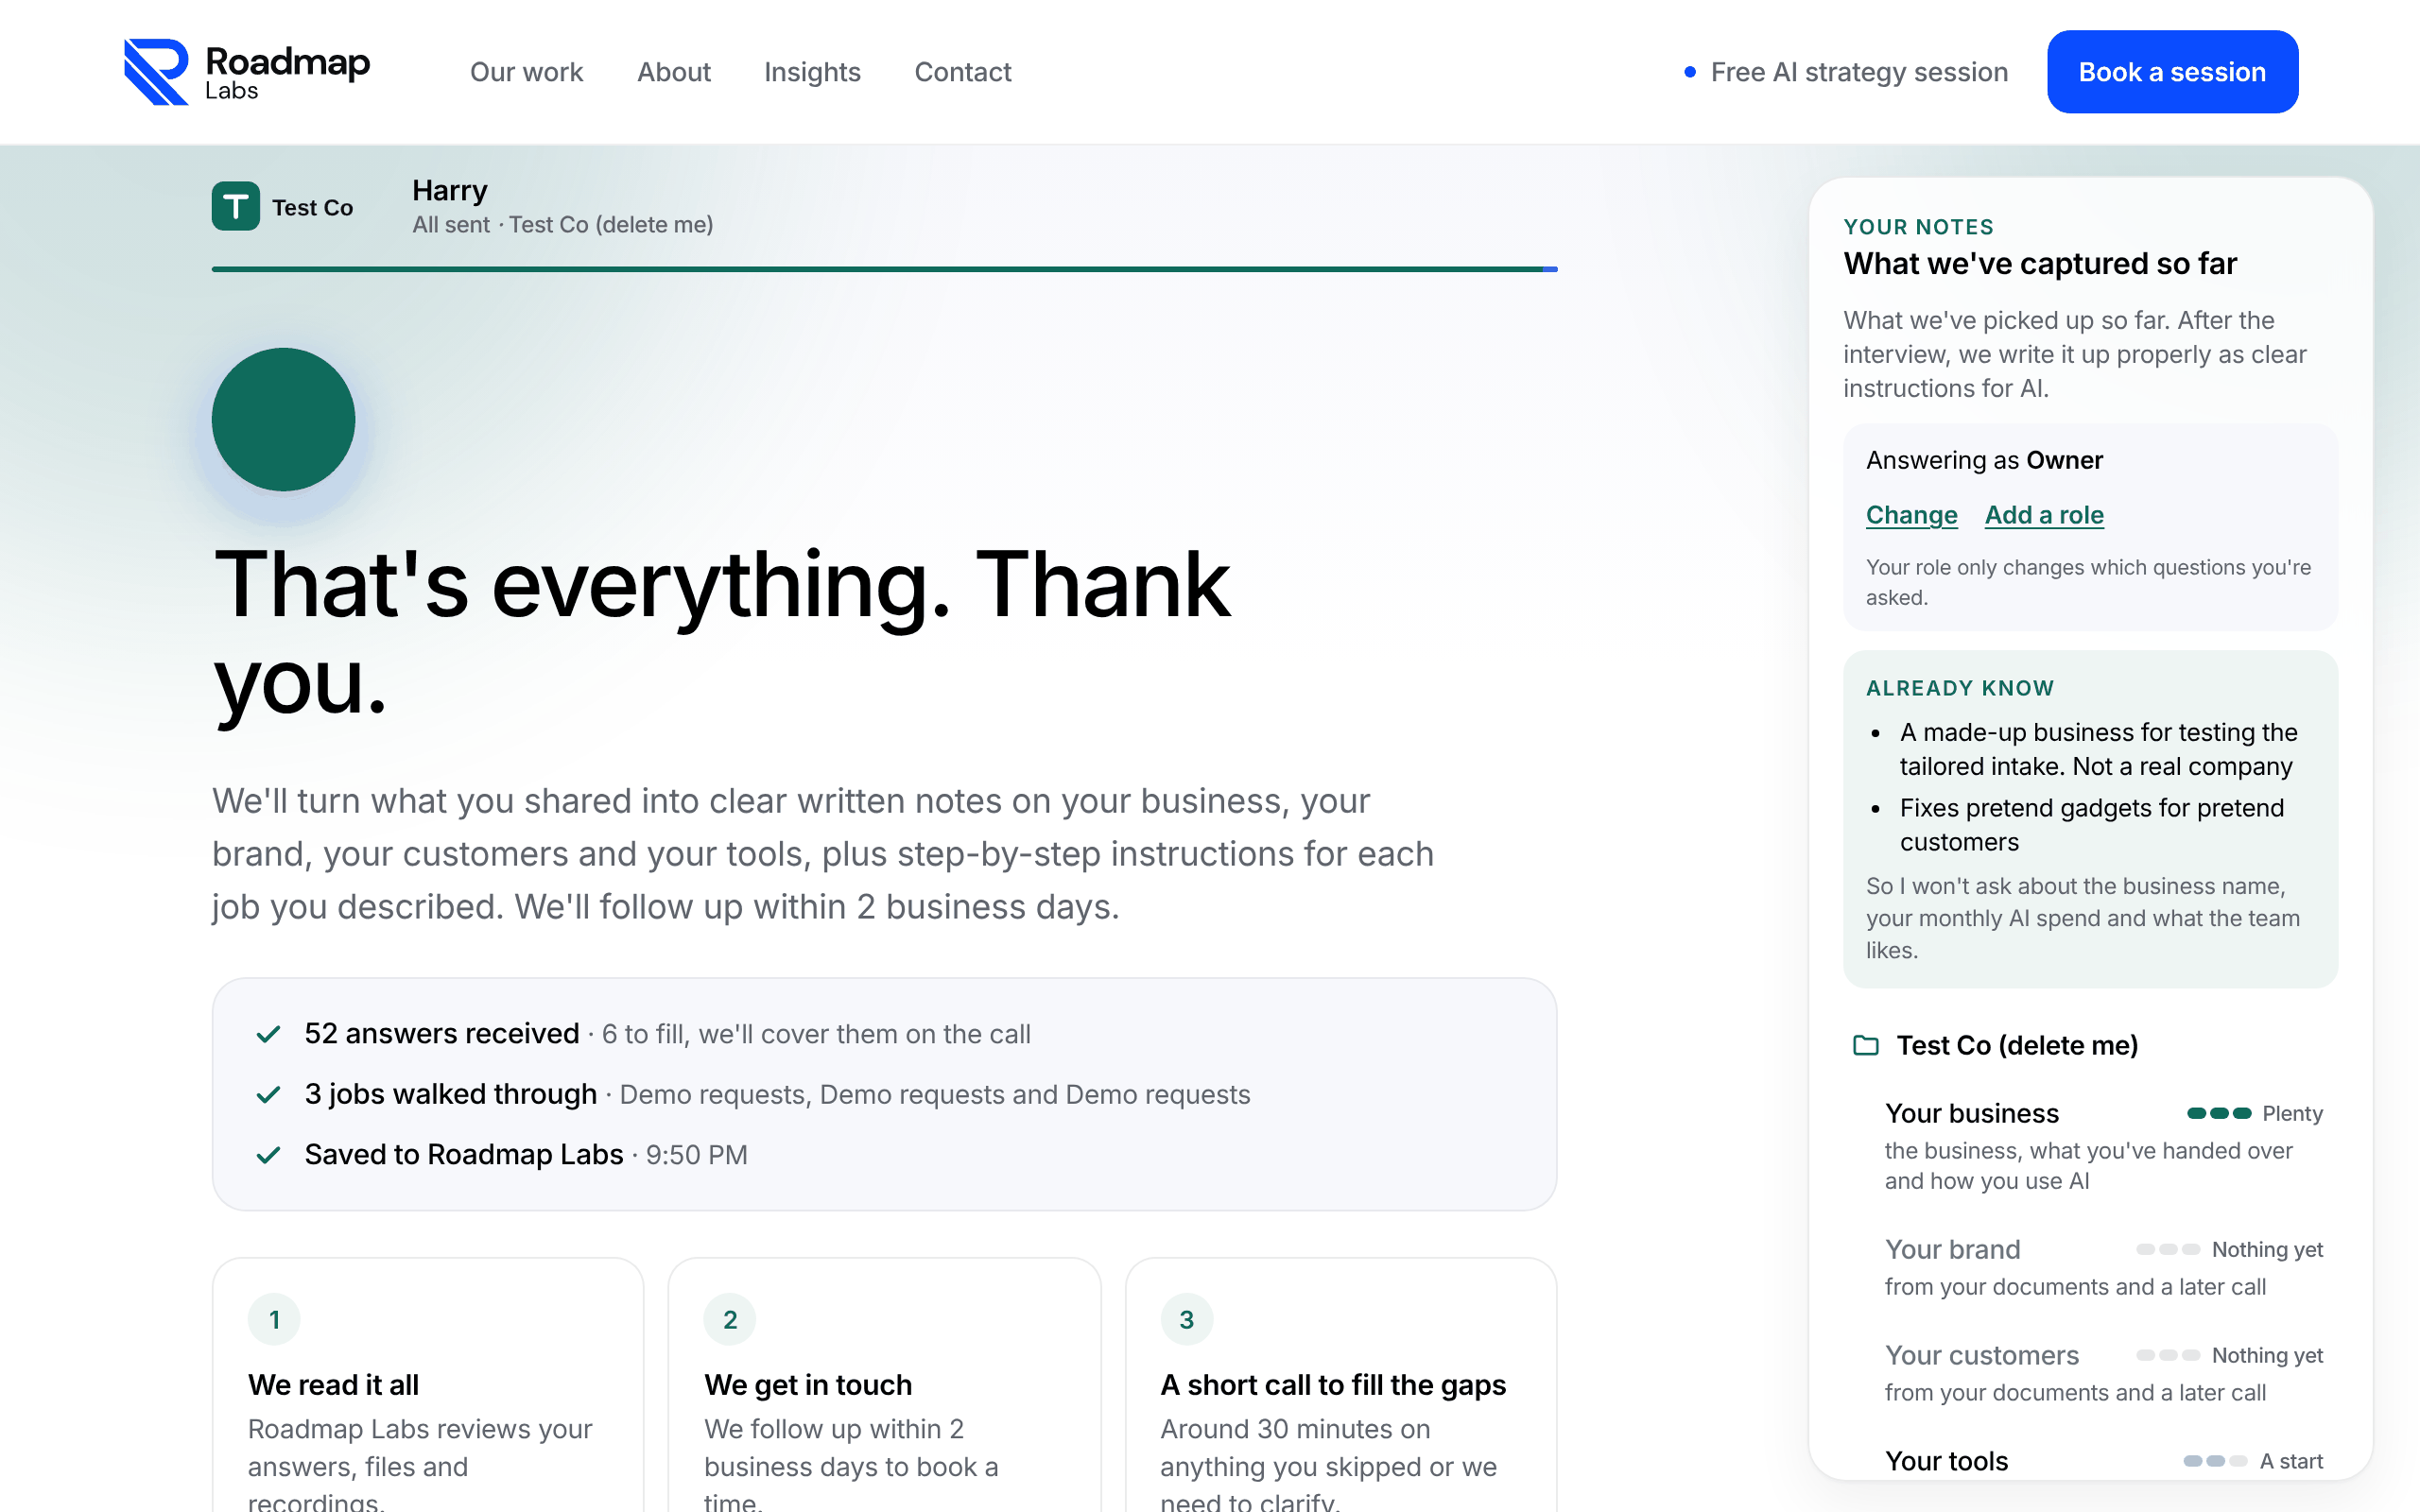 Roadmap
Labs
Our work
About
Insights
Contact
Free AI strategy session
Book a session
T
Test Co
Harry
All sent · Test Co (delete me)
That's everything. Thank
you.
We'll turn what you shared into clear written notes on your business, your
brand, your customers and your tools, plus step-by-step instructions for each
job you described. We'll follow up within 2 business days.
52 answers received · 6 to fill, we'll cover them on the call
3 jobs walked through · Demo requests, Demo requests and Demo requests
Saved to Roadmap Labs · 9:50 PM
1
We read it all
Roadmap Labs reviews your
answers, files and
recordings.
2
We get in touch
We follow up within 2
business days to book a
time.
3
A short call to fill the gaps
Around 30 minutes on
anything you skipped or we
need to clarify.
YOUR NOTES
What we've captured so far
What we've picked up so far. After the
interview, we write it up properly as clear
instructions for AI.
Answering as Owner
Change
Add a role
Your role only changes which questions you're
asked.
ALREADY KNOW
• A made-up business for testing the
tailored intake. Not a real company
• Fixes pretend gadgets for pretend
customers
So I won't ask about the business name,
your monthly AI spend and what the team
likes.
Test Co (delete me)
Your business
Plenty
the business, what you've handed over
and how you use AI
Your brand
Nothing yet
from your documents and a later call
Your customers
Nothing yet
from your documents and a later call
Your tools
A start